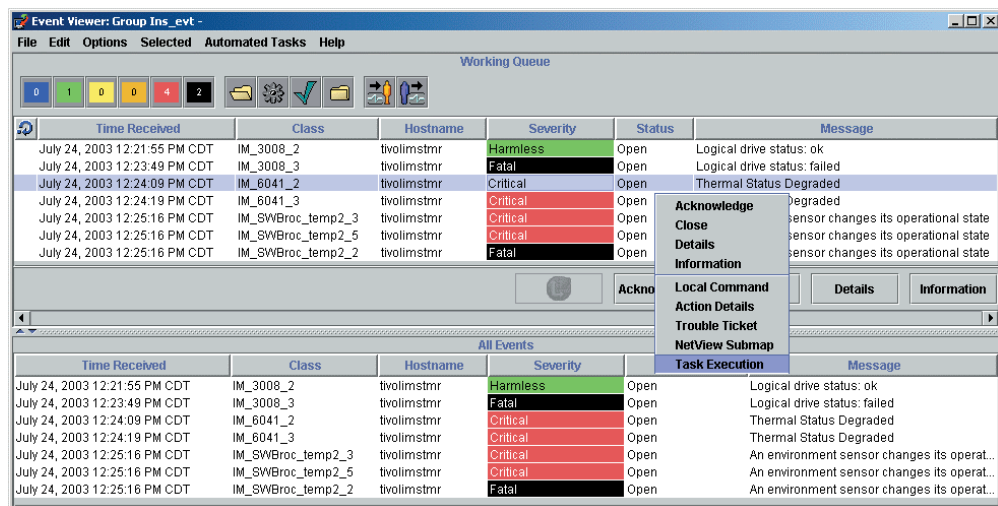 Event Viewer: Group Ins_evt -
File Edit Options Selected Automated Tasks Help
Working Queue
0 1 0 0 4 2
Time Received Class Hostname Severity Status Message
July 24, 2003 12:21:55 PM CDT IM_3008_2 tivolimstmr Harmless Open Logical drive status: ok
July 24, 2003 12:23:49 PM CDT IM_3008_3 tivolimstmr Fatal Open Logical drive status: failed
July 24, 2003 12:24:09 PM CDT IM_6041_2 tivolimstmr Critical Open Thermal Status Degraded
July 24, 2003 12:24:19 PM CDT IM_6041_3 tivolimstmr Critical Open Degraded
July 24, 2003 12:25:16 PM CDT IM_SWBroc_temp2_3 tivolimstmr Critical Open sensor changes its operational state
July 24, 2003 12:25:16 PM CDT IM_SWBroc_temp2_5 tivolimstmr Critical Open sensor changes its operational state
July 24, 2003 12:25:16 PM CDT IM_SWBroc_temp2_2 tivolimstmr Fatal Open sensor changes its operational state
Acknowledge
Close
Details
Information
Local Command
Action Details
Trouble Ticket
NetView Submap
Task Execution
Ackno Details Information
All Events
Time Received Class Hostname Severity Message
July 24, 2003 12:21:55 PM CDT IM_3008_2 tivolimstmr Harmless Open Logical drive status: ok
July 24, 2003 12:23:49 PM CDT IM_3008_3 tivolimstmr Fatal Open Logical drive status: failed
July 24, 2003 12:24:09 PM CDT IM_6041_2 tivolimstmr Critical Open Thermal Status Degraded
July 24, 2003 12:24:19 PM CDT IM_6041_3 tivolimstmr Critical Open Thermal Status Degraded
July 24, 2003 12:25:16 PM CDT IM_SWBroc_temp2_3 tivolimstmr Critical Open An environment sensor changes its operat...
July 24, 2003 12:25:16 PM CDT IM_SWBroc_temp2_5 tivolimstmr Critical Open An environment sensor changes its operat...
July 24, 2003 12:25:16 PM CDT IM_SWBroc_temp2_2 tivolimstmr Fatal Open An environment sensor changes its operat...